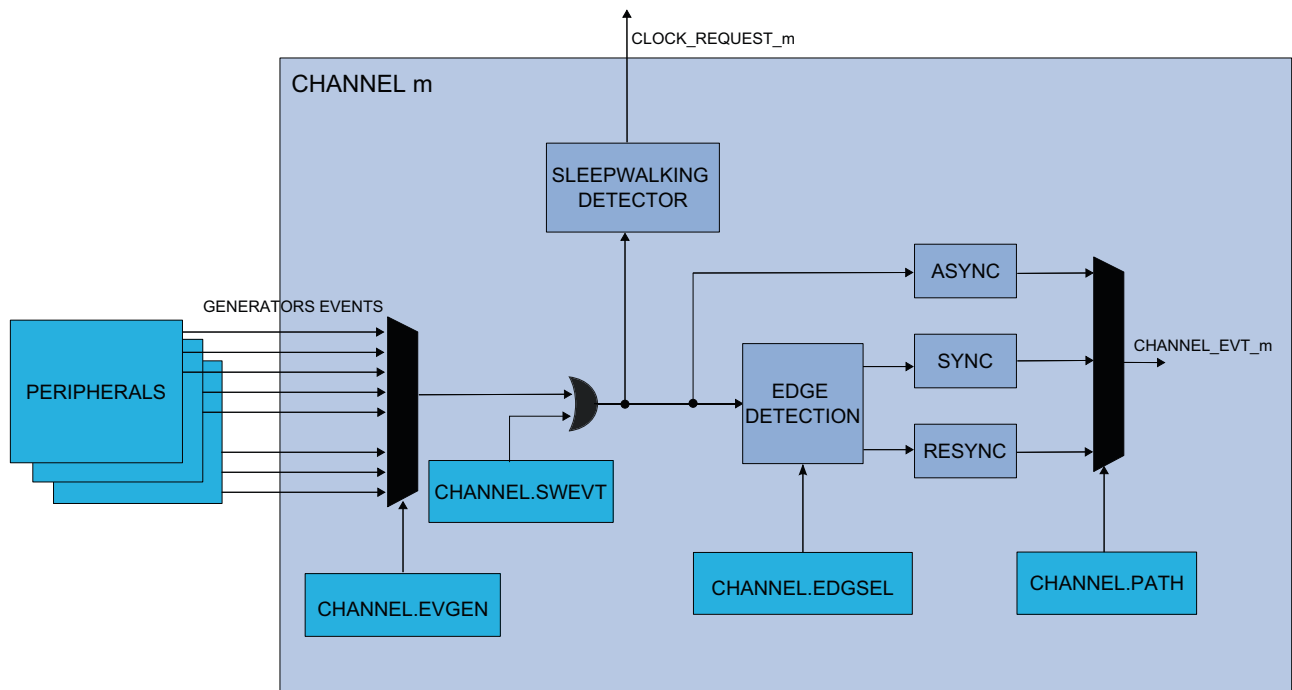 CLOCK_REQUEST_m
CHANNEL m
SLEEPWALKING
DETECTOR
ASYNC
GENERATORS EVENTS
CHANNEL_EVT_m
SYNC
PERIPHERALS
EDGE
DETECTION
RESYNC
CHANNEL.SWEVT
CHANNEL.EVGEN
CHANNEL.EDGSEL
CHANNEL.PATH